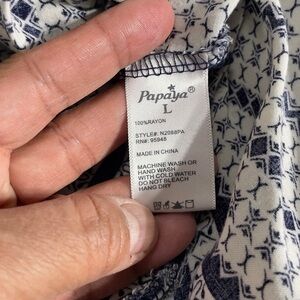 Papaya®
L
100%RAYON
STYLE#: N2088PA
RN#: 95948
MADE IN CHINA
MACHINE WASH OR
HAND WASH
WITH COLD WATER
DO NOT BLEACH
HANG DRY